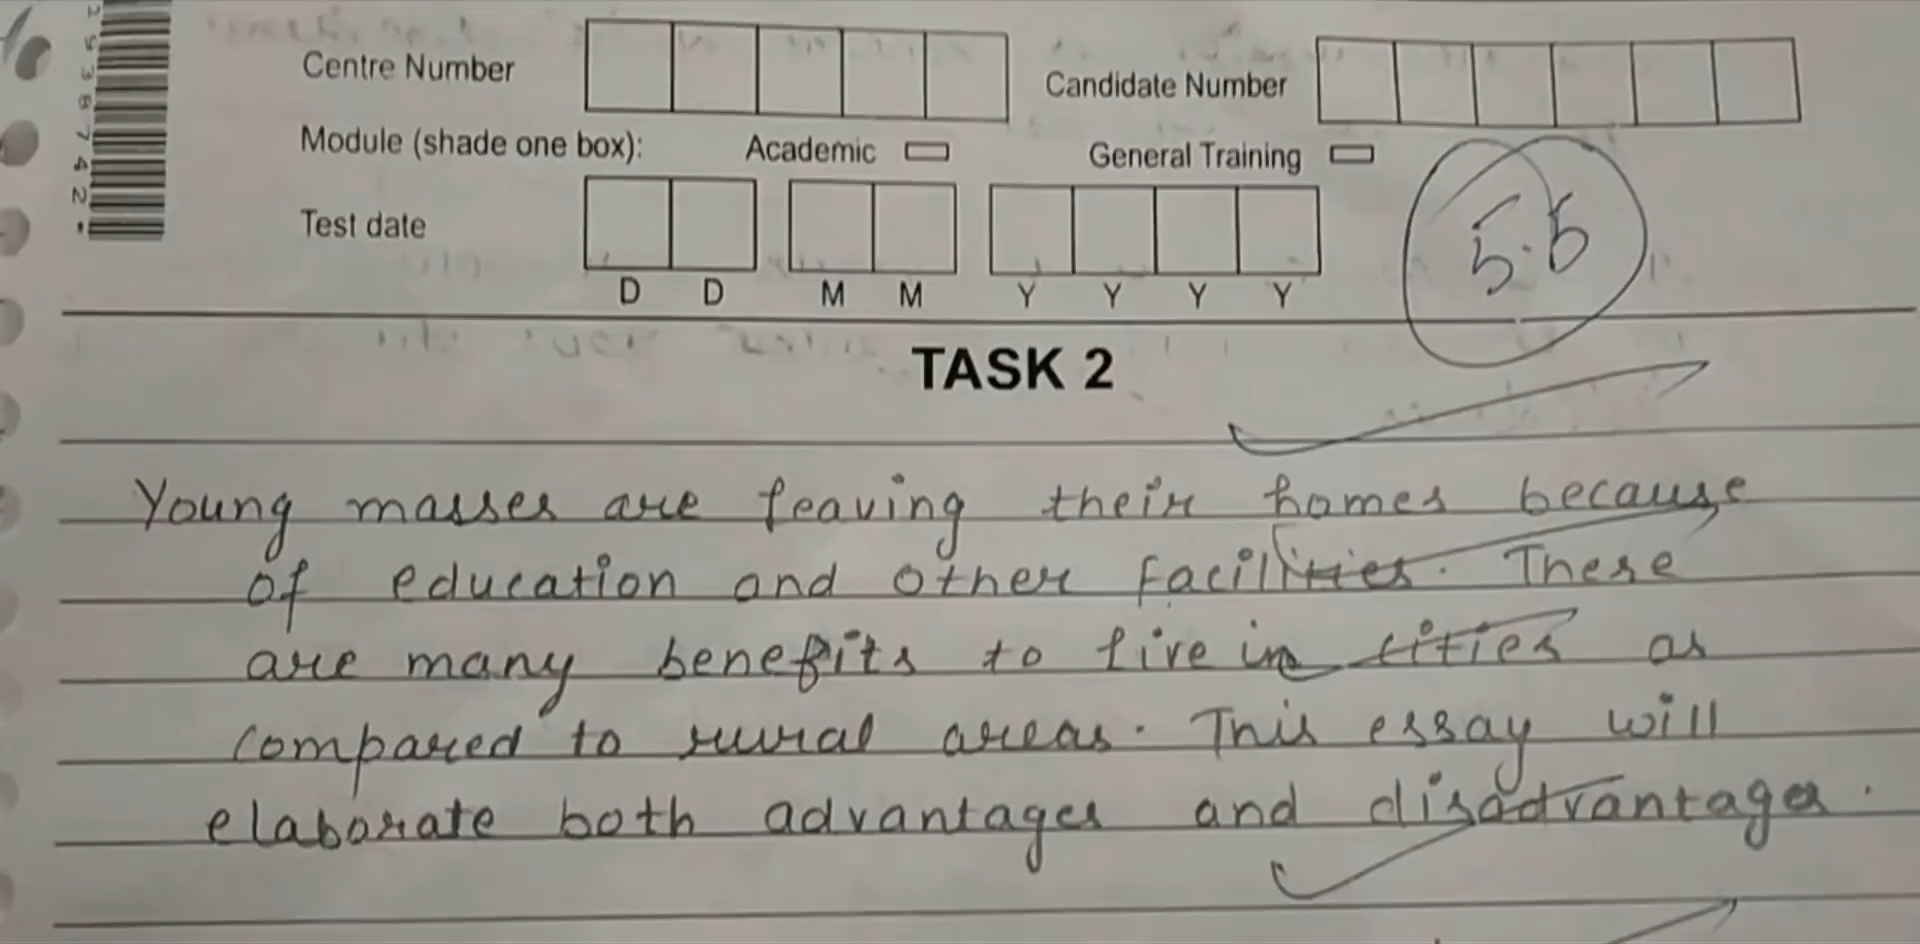 2938742-
Centre Number
Candidate Number
Module (shade one box): Academic General Training
Test date
D D M M Y Y Y Y
5.5
TASK 2
Young masses are leaving their homes because
of education and other facilities. There
are many benefits to live in cities as
compared to rural areas. This essay will
elaborate both advantages and disadvantages.